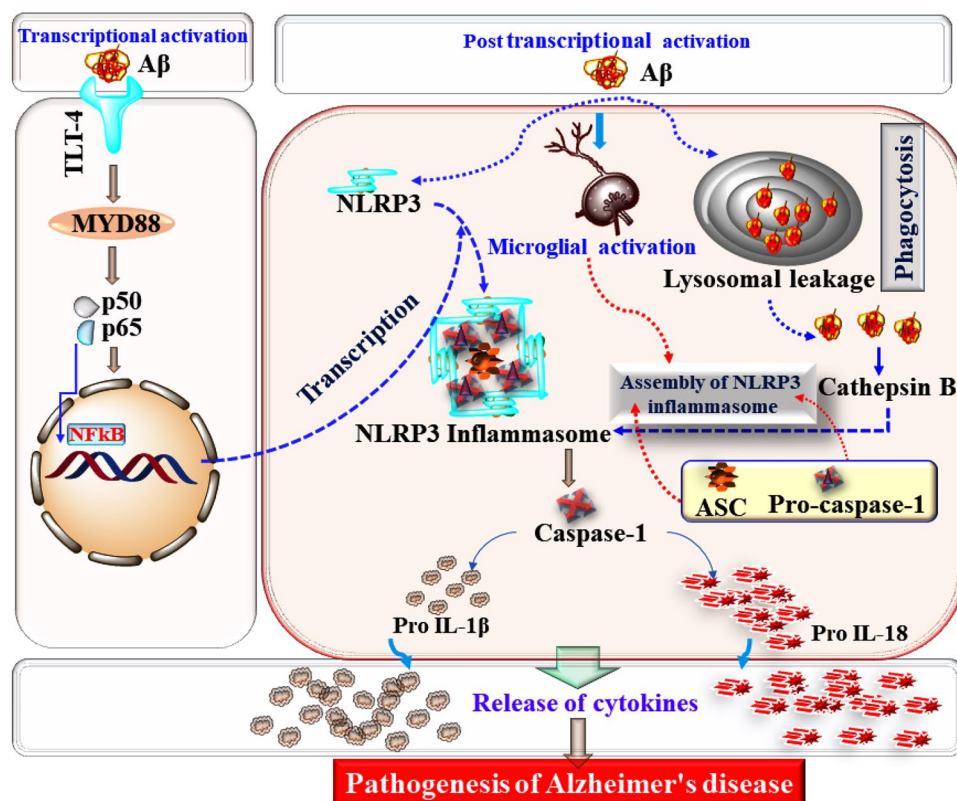 Transcriptional activation
Aβ
TLT-4
MYD88
p50
p65
NFkB
Transcription
Post transcriptional activation
Aβ
NLRP3
Microglial activation
Lysosomal leakage
Phagocytosis
Cathepsin B
Assembly of NLRP3
inflammasome
NLRP3 Inflammasome
ASC
Pro-caspase-1
Caspase-1
Pro IL-1β
Pro IL-18
Release of cytokines
Pathogenesis of Alzheimer's disease